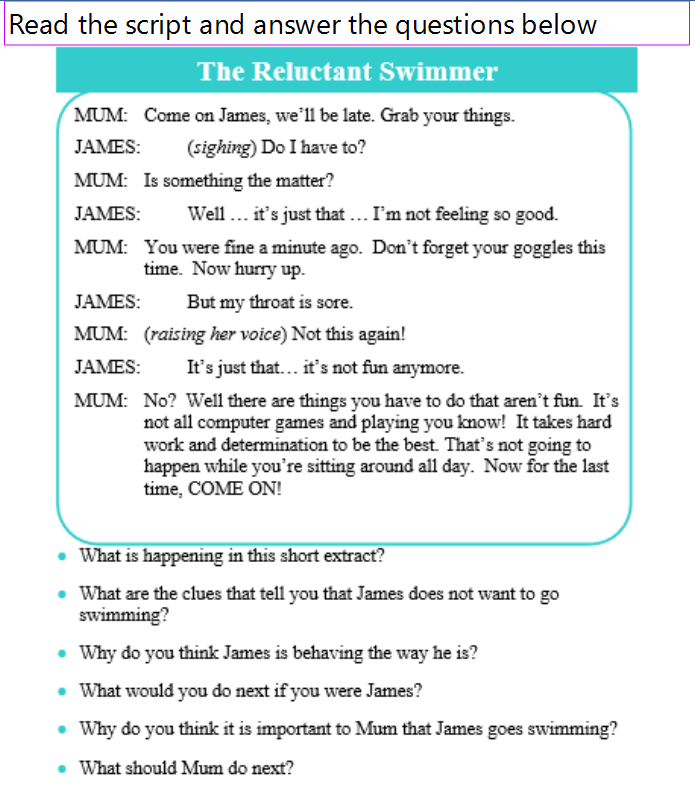 Read the script and answer the questions below
The Reluctant Swimmer
MUM: Come on James, we'll be late. Grab your things.
JAMES: (sighing) Do I have to?
MUM: Is something the matter?
JAMES: Well … it's just that … I'm not feeling so good.
MUM: You were fine a minute ago. Don't forget your goggles this
time. Now hurry up.
JAMES: But my throat is sore.
MUM: (raising her voice) Not this again!
JAMES: It's just that… it's not fun anymore.
MUM: No? Well there are things you have to do that aren't fun. It's
not all computer games and playing you know! It takes hard
work and determination to be the best. That's not going to
happen while you're sitting around all day. Now for the last
time, COME ON!
• What is happening in this short extract?
• What are the clues that tell you that James does not want to go
swimming?
• Why do you think James is behaving the way he is?
• What would you do next if you were James?
• Why do you think it is important to Mum that James goes swimming?
• What should Mum do next?